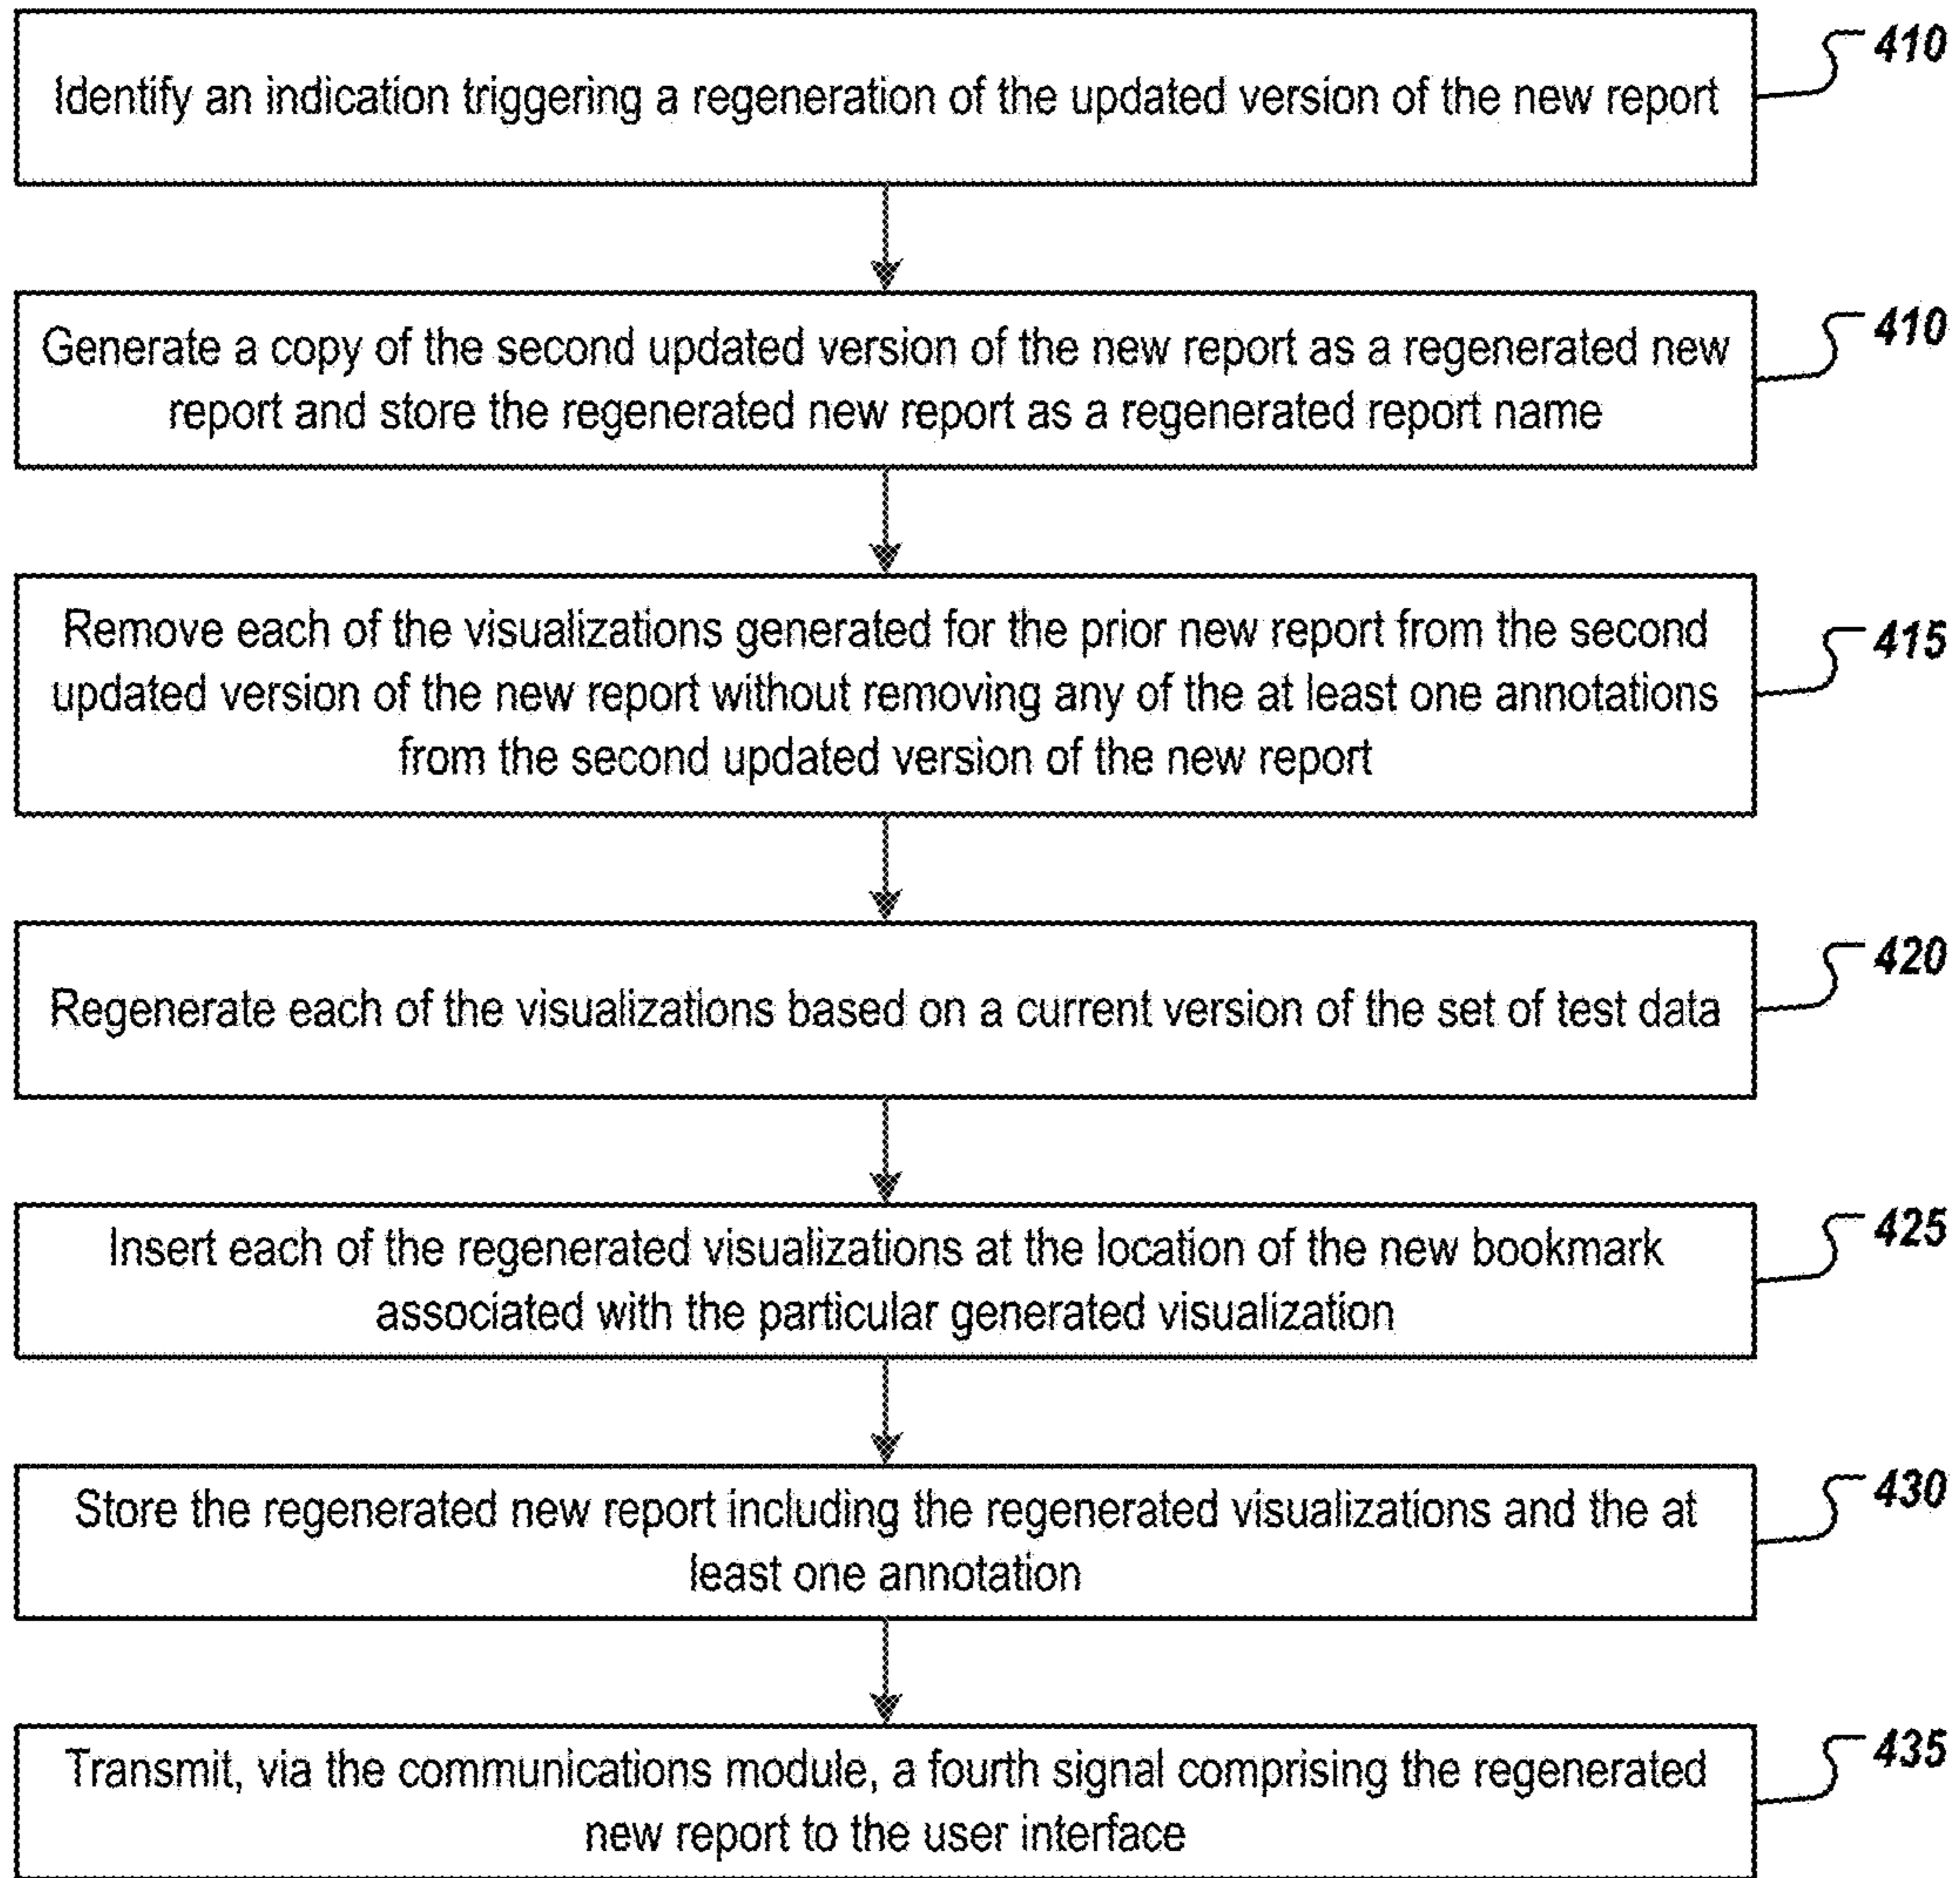 Identify an indication triggering a regeneration of the updated version of the new report
410
Generate a copy of the second updated version of the new report as a regenerated new
report and store the regenerated new report as a regenerated report name
410
Remove each of the visualizations generated for the prior new report from the second
updated version of the new report without removing any of the at least one annotations
from the second updated version of the new report
415
Regenerate each of the visualizations based on a current version of the set of test data
420
Insert each of the regenerated visualizations at the location of the new bookmark
associated with the particular generated visualization
425
Store the regenerated new report including the regenerated visualizations and the at
least one annotation
430
Transmit, via the communications module, a fourth signal comprising the regenerated
new report to the user interface
435